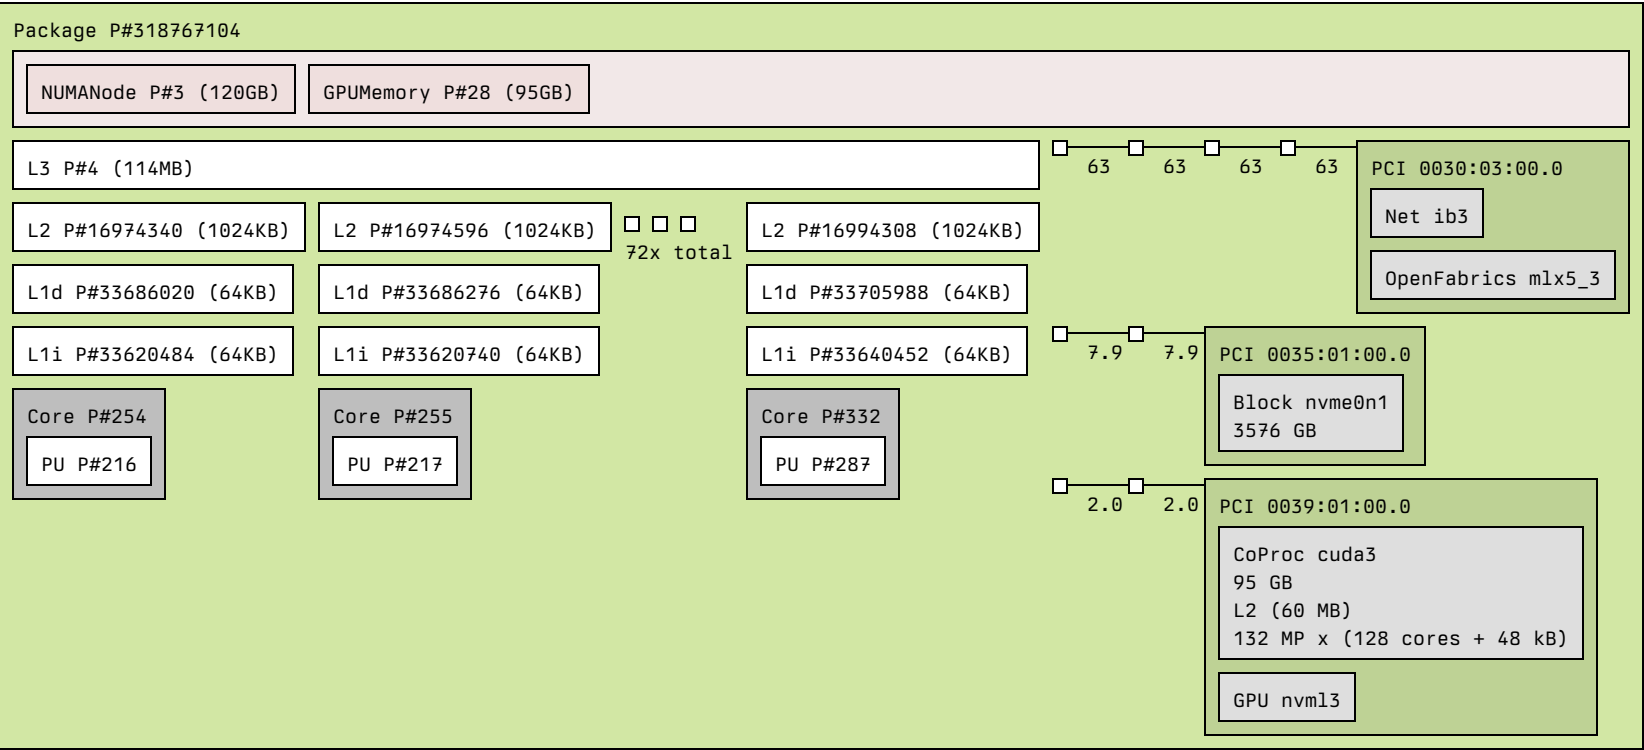 Package P#318767104
NUMANode P#3 (120GB)
GPUMemory P#28 (95GB)
L3 P#4 (114MB)
L2 P#16974340 (1024KB)
L2 P#16974596 (1024KB)
72x total
L2 P#16994308 (1024KB)
L1d P#33686020 (64KB)
L1d P#33686276 (64KB)
L1d P#33705988 (64KB)
L1i P#33620484 (64KB)
L1i P#33620740 (64KB)
L1i P#33640452 (64KB)
Core P#254
PU P#216
Core P#255
PU P#217
Core P#332
PU P#287
63
63
63
63
PCI 0030:03:00.0
Net ib3
OpenFabrics mlx5_3
7.9
7.9
PCI 0035:01:00.0
Block nvme0n1
3576 GB
2.0
2.0
PCI 0039:01:00.0
CoProc cuda3
95 GB
L2 (60 MB)
132 MP x (128 cores + 48 kB)
GPU nvml3